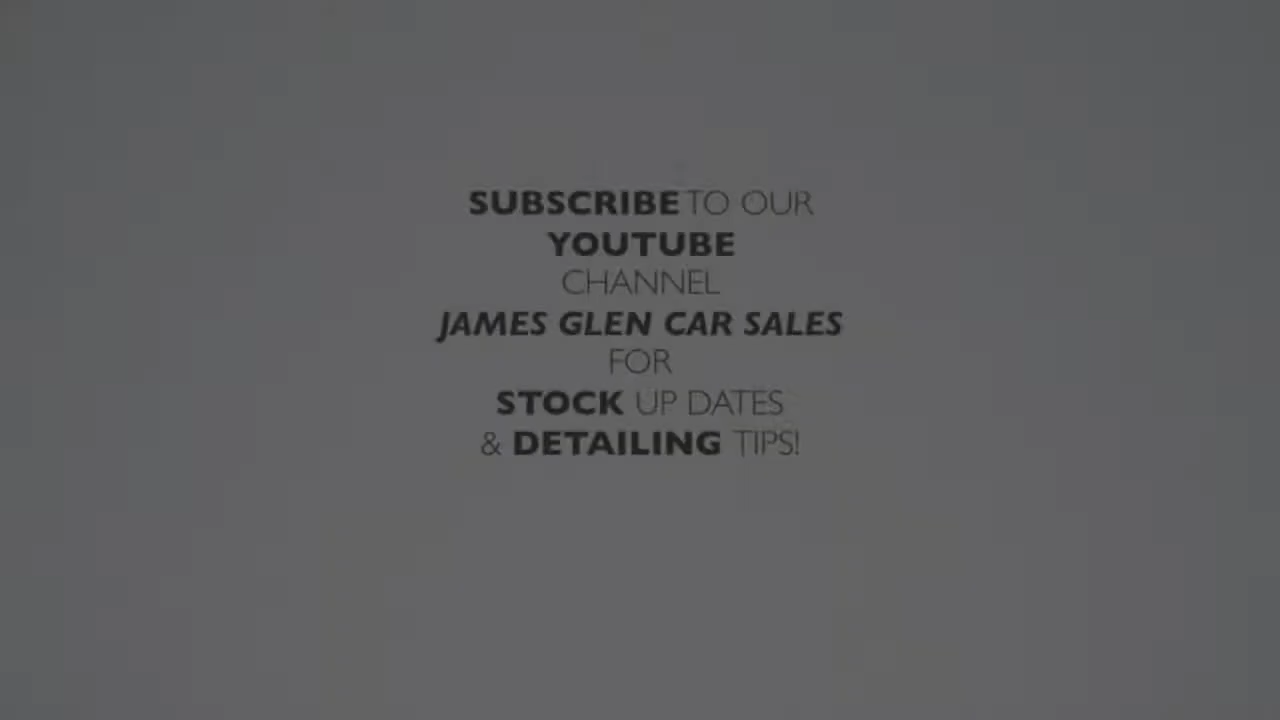 SUBSCRIBE TO OUR
YOUTUBE
CHANNEL
JAMES GLEN CAR SALES
FOR
STOCK UP DATES
& DETAILING TIPS!